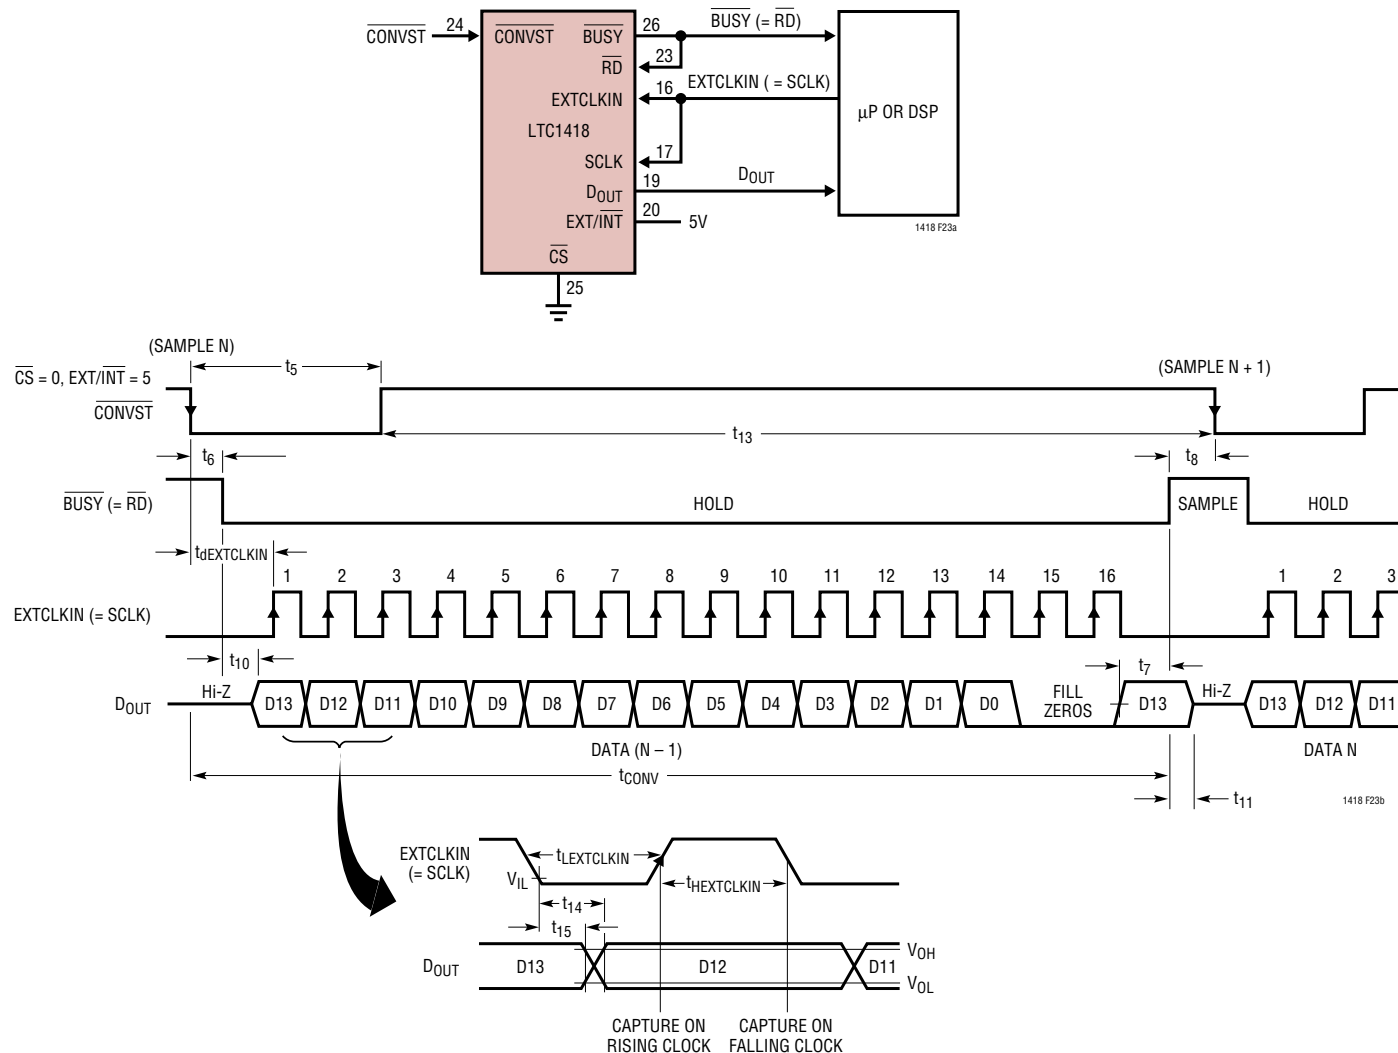 CONVST 24 CONVST BUSY 26 BUSY (= RD)
RD 23
EXTCLKIN 16 EXTCLKIN ( = SCLK)
LTC1418
µP OR DSP
SCLK 17
DOUT 19 DOUT
EXT/INT 20 5V
CS
25
1418 F23a
(SAMPLE N) (SAMPLE N + 1)
CS = 0, EXT/INT = 5 t5
CONVST
t13
t6 t8
BUSY (= RD) HOLD SAMPLE HOLD
tdEXTCLKIN
1 2 3 4 5 6 7 8 9 10 11 12 13 14 15 16 1 2 3
EXTCLKIN (= SCLK)
t10 t7
DOUT Hi-Z D13 D12 D11 D10 D9 D8 D7 D6 D5 D4 D3 D2 D1 D0 FILL ZEROS D13 Hi-Z D13 D12 D11
DATA (N – 1) DATA N
tCONV
t11
1418 F23b
EXTCLKIN
(= SCLK)
tLEXTCLKIN
VIL
tHEXTCLKIN
t14
t15
DOUT D13 D12 D11
VOH
VOL
CAPTURE ON CAPTURE ON
RISING CLOCK FALLING CLOCK